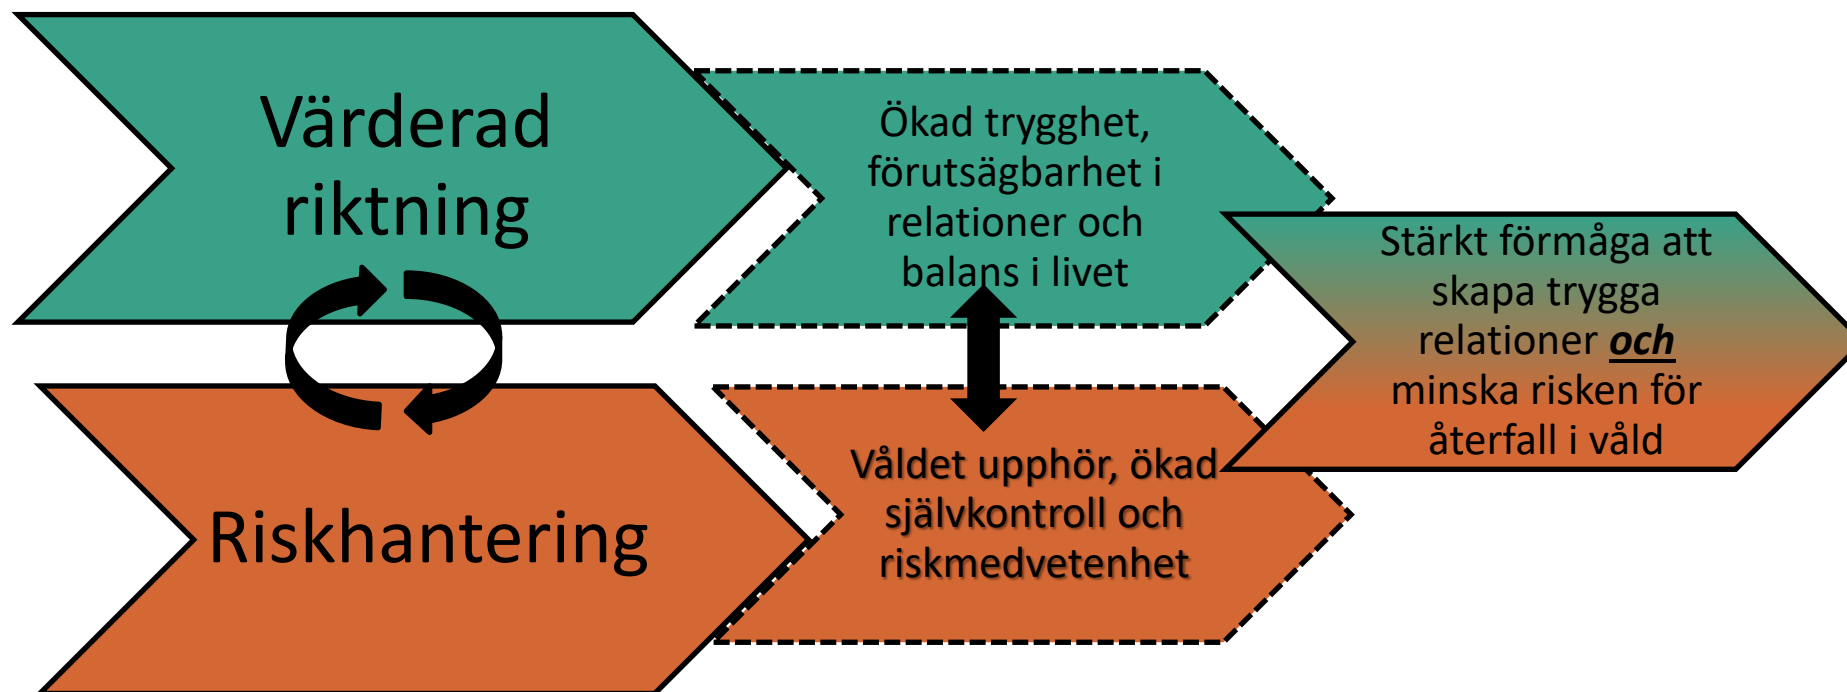 Värderad
riktning
Ökad trygghet,
förutsägbarhet i
relationer och
balans i livet
Riskhantering
Våldet upphör, ökad
självkontroll och
riskmedvetenhet
Stärkt förmåga att
skapa trygga
relationer och
minska risken för
återfall i våld